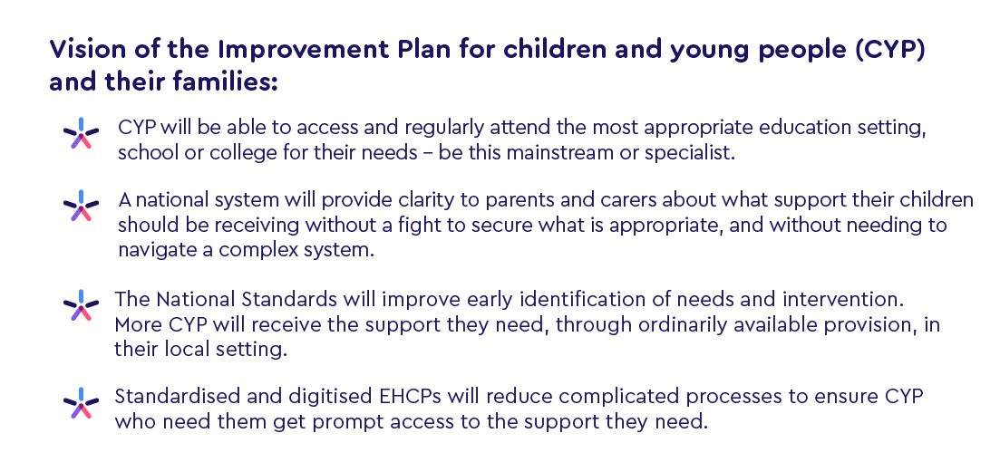 Vision of the Improvement Plan for children and young people (CYP)
and their families:
CYP will be able to access and regularly attend the most appropriate education setting,
school or college for their needs – be this mainstream or specialist.
A national system will provide clarity to parents and carers about what support their children
should be receiving without a fight to secure what is appropriate, and without needing to
navigate a complex system.
The National Standards will improve early identification of needs and intervention.
More CYP will receive the support they need, through ordinarily available provision, in
their local setting.
Standardised and digitised EHCPs will reduce complicated processes to ensure CYP
who need them get prompt access to the support they need.